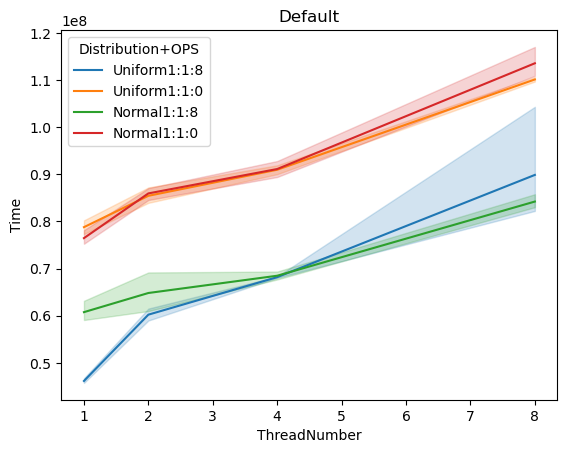 Default
1e8
Distribution+OPS
Uniform1:1:8
Uniform1:1:0
Normal1:1:8
Normal1:1:0
1.2
1.1
1.0
0.9
0.8
0.7
0.6
0.5
Time
1 2 3 4 5 6 7 8
ThreadNumber